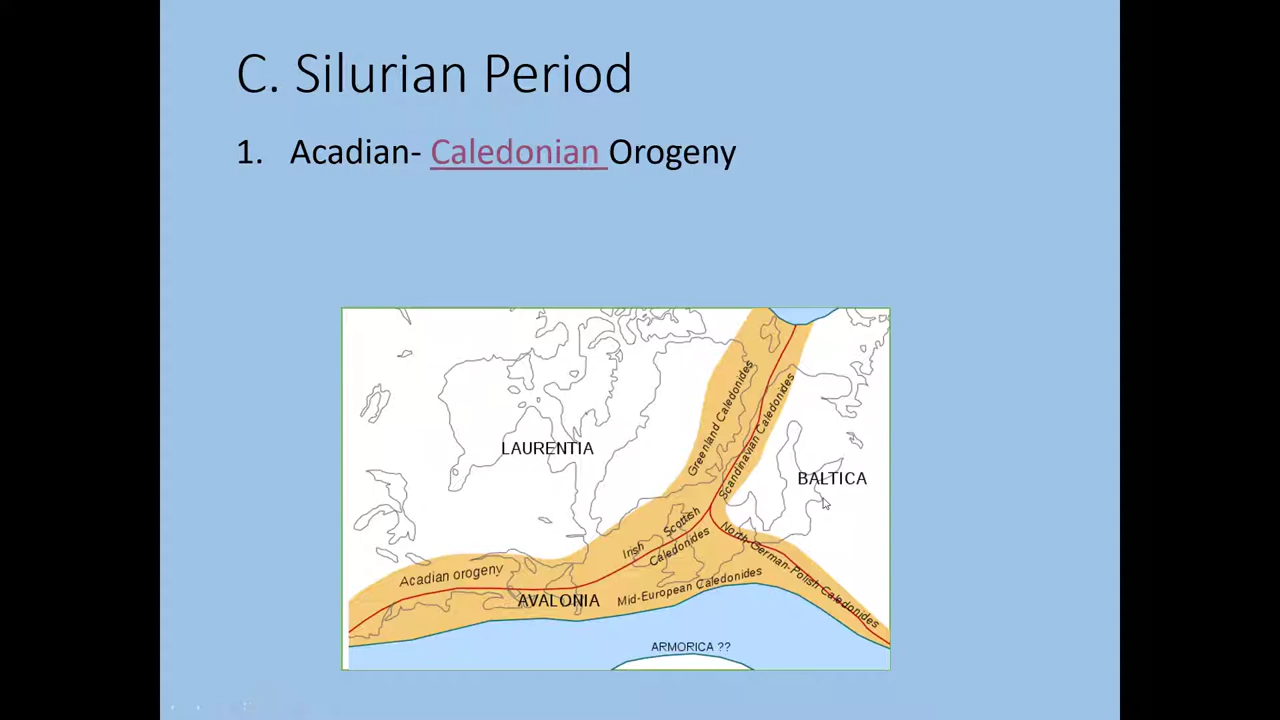 C. Silurian Period
1. Acadian- Caledonian Orogeny
Greenland Caledonides
Scandinavian Caledonides
LAURENTIA
BALTICA
Irish Scottish
Caledonides
North-German-Polish Caledonides
Acadian orogeny
AVALONIA
Mid-European Caledonides
ARMORICA ??